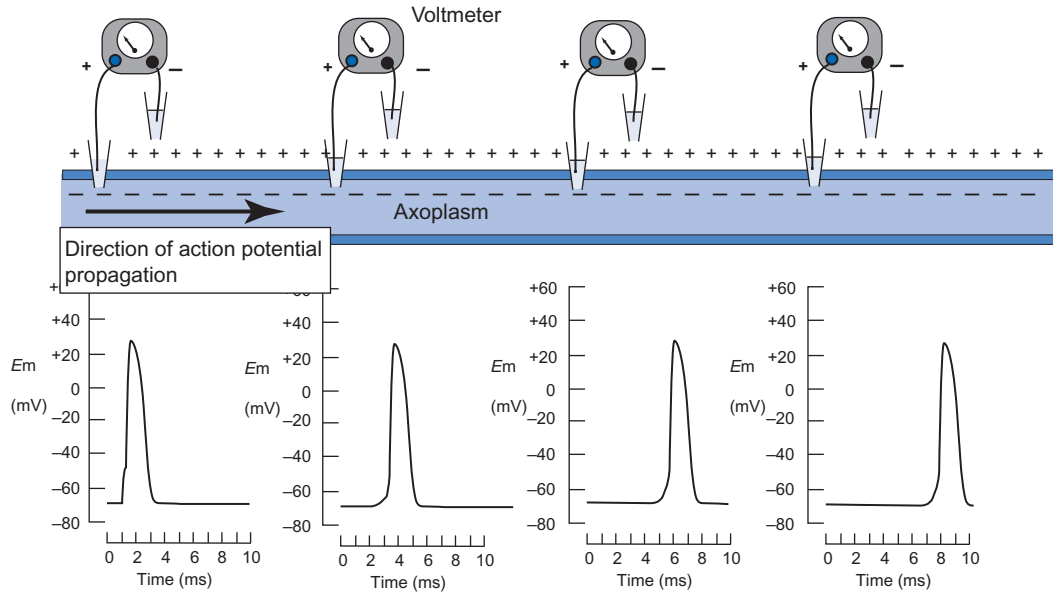 Voltmeter
+ − + − + − + −
+ + + + + + + + + + + + + + + + + + + + + + + + + + + + + + + + + + + +
− − − − − − − − − − − − − − − − − − − − − − − − − − − − − − − − − − − −
Axoplasm
Direction of action potential
propagation
+40
+20
0
–20
–40
–60
–80
Em
(mV)
0 2 4 6 8 10
Time (ms)
+60
+40
+20
0
–20
–40
–60
–80
Em
(mV)
0 2 4 6 8 10
Time (ms)
+60
+40
+20
0
–20
–40
–60
–80
Em
(mV)
0 2 4 6 8 10
Time (ms)
+60
+40
+20
0
–20
–40
–60
–80
Em
(mV)
0 2 4 6 8 10
Time (ms)